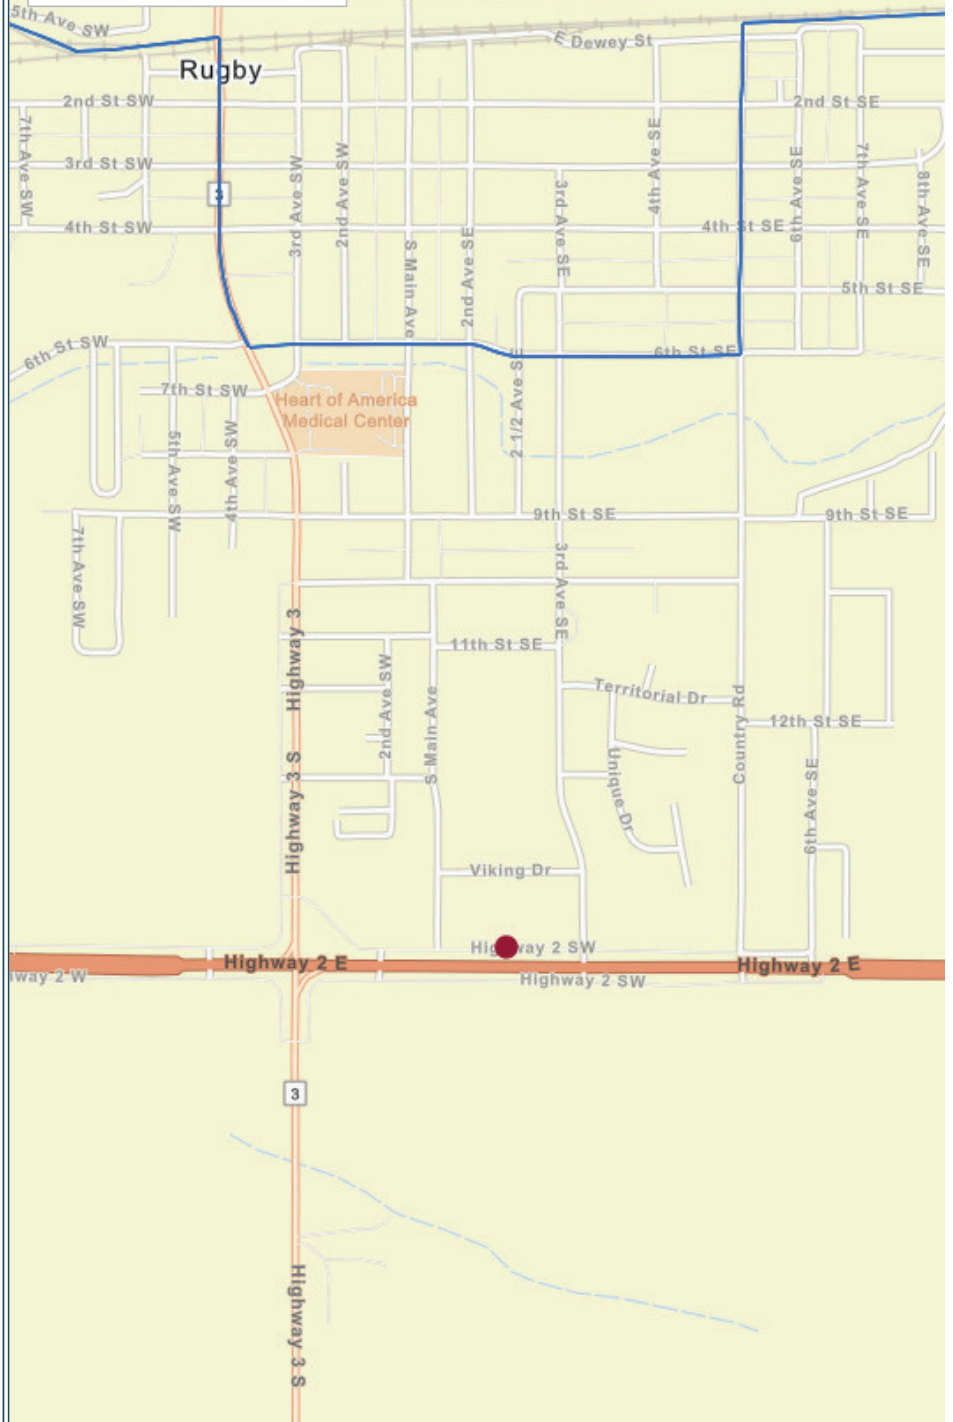 5th Ave SW
E Dewey St
Rugby
2nd St SW
2nd St SE
7th Ave SW
3rd St SW
3rd Ave SW
2nd Ave SW
4th Ave SE
6th Ave SE
7th Ave SE
8th Ave SE
3
3rd Ave SE
4th St SW
4th St SE
S Main Ave
2nd Ave SE
5th St SE
6th St SW
6th St SE
2 1/2 Ave SE
7th St SW
Heart of America
Medical Center
5th Ave SW
4th Ave SW
9th St SE
9th St SE
7th Ave SW
3rd Ave SE
Highway 3
11th St SE
2nd Ave SW
S Main Ave
Territorial Dr
Country Rd
12th St SE
Highway 3 S
Unique Dr
6th Ave SE
Viking Dr
Highway 2 SW
Highway 2 E
Highway 2 E
way 2 W
Highway 2 SW
3
Highway 3 S